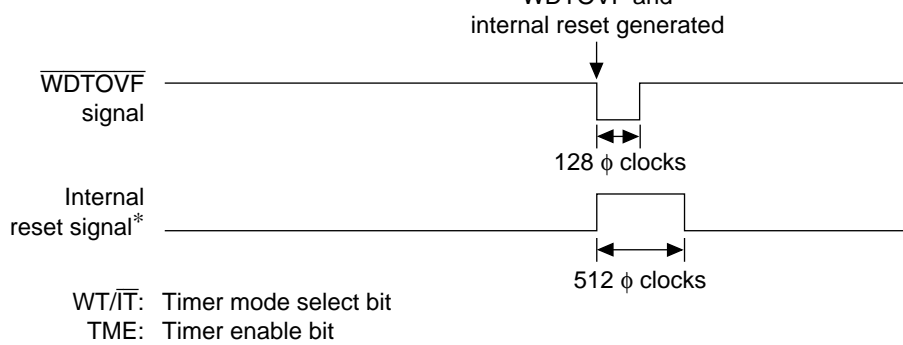 internal reset generated
WDTOVF
signal
128 ϕ clocks
Internal
reset signal*
512 ϕ clocks
WT/IT: Timer mode select bit
TME: Timer enable bit